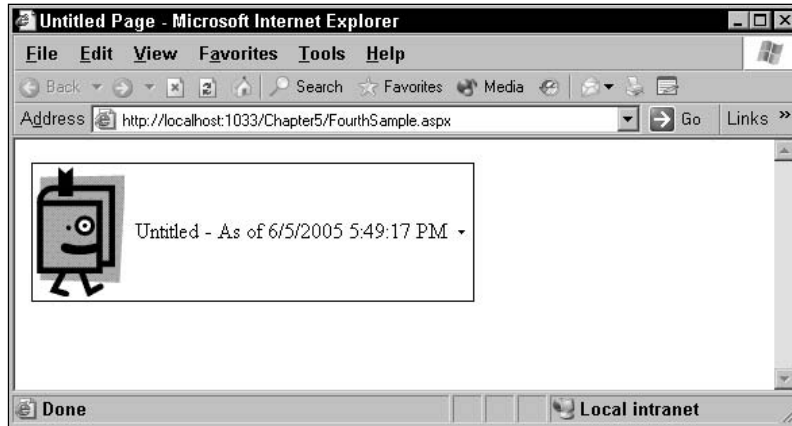 Untitled Page - Microsoft Internet Explorer
File Edit View Favorites Tools Help
Back Search Favorites Media
Address http://localhost:1033/Chapter5/FourthSample.aspx Go Links »
Untitled - As of 6/5/2005 5:49:17 PM
Done Local intranet